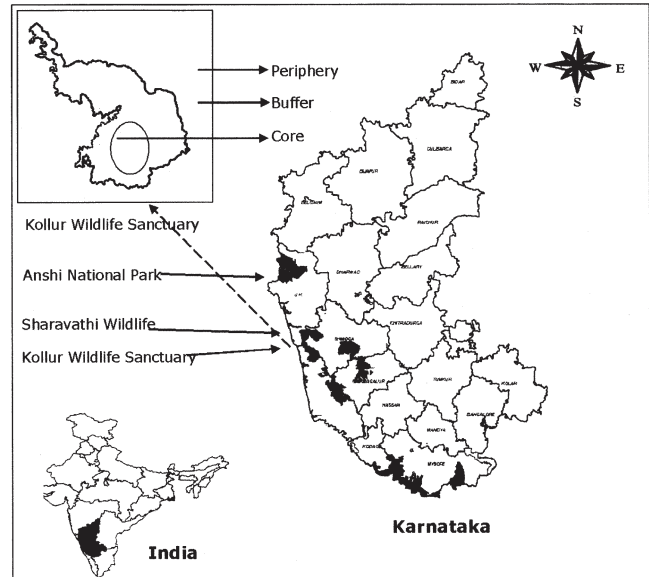 Periphery
Buffer
Core
N
W E
S
BIDAR
GULBARGA
BIJAPUR
BELGAUM
RAICHUR
Kollur Wildlife Sanctuary
Anshi National Park
DHARWAD
BELLARY
U.K
Sharavathi Wildlife
CHITRADURGA
SHIMOGA
Kollur Wildlife Sanctuary
TUMKUR
KOLAR
HASSAN
BANGALORE
MANDYA
KODAGU
MYSORE
Karnataka
India